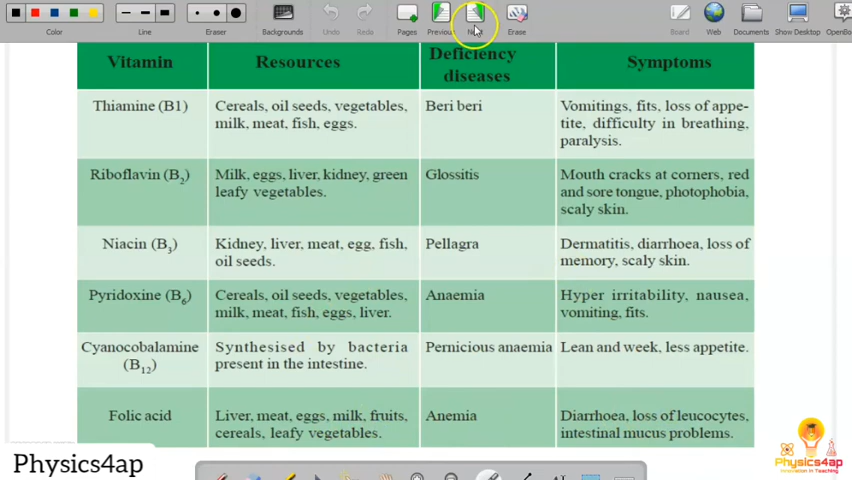 Color
Line
Eraser
Backgrounds
Undo
Redo
Pages
Previous
Erase
Board
Web
Documents
Show Desktop
Vitamin
Resources
Deficiency
diseases
Symptoms
Thiamine (B1)
Cereals, oil seeds, vegetables,
milk, meat, fish, eggs.
Beri beri
Vomitings, fits, loss of appe-
tite, difficulty in breathing,
paralysis.
Riboflavin (B2)
Milk, eggs, liver, kidney, green
leafy vegetables.
Glossitis
Mouth cracks at corners, red
and sore tongue, photophobia,
scaly skin.
Niacin (B3)
Kidney, liver, meat, egg, fish,
oil seeds.
Pellagra
Dermatitis, diarrhoea, loss of
memory, scaly skin.
Pyridoxine (B6)
Cereals, oil seeds, vegetables,
milk, meat, fish, eggs, liver.
Anaemia
Hyper irritability, nausea,
vomiting, fits.
Cyanocobalamine
(B12)
Synthesised by bacteria
present in the intestine.
Pernicious anaemia
Lean and week, less appetite.
Folic acid
Liver, meat, eggs, milk, fruits,
cereals, leafy vegetables.
Anemia
Diarrhoea, loss of leucocytes,
intestinal mucus problems.
Physics4ap
Physics4ap